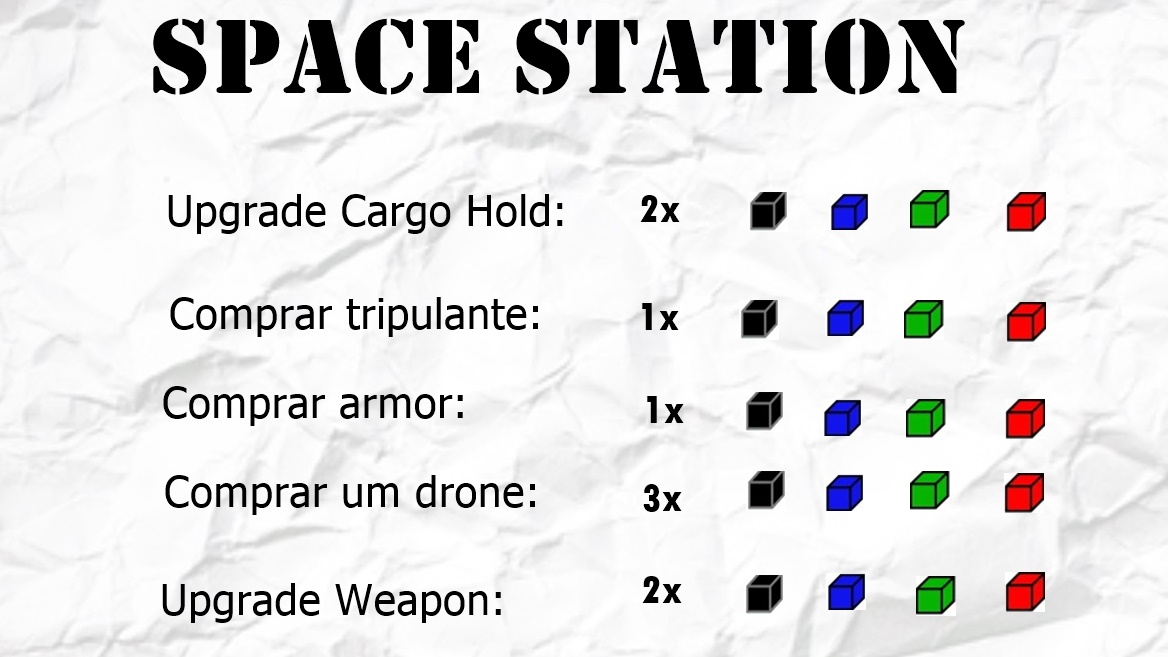 SPACE STATION
Upgrade Cargo Hold: 2x
Comprar tripulante: 1x
Comprar armor: 1x
Comprar um drone: 3x
Upgrade Weapon: 2x